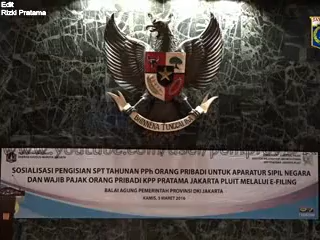 Edit
Rizki Pratama
BHINNEKA TUNGGAL IKA
SOSIALISASI PENGISIAN SPT TAHUNAN PPh ORANG PRIBADI UNTUK APARATUR SIPIL NEGARA
DAN WAJIB PAJAK ORANG PRIBADI KPP PRATAMA JAKARTA PLUIT MELALUI E-FILING
BALAI AGUNG PEMERINTAH PROVINSI DKI JAKARTA
KAMIS, 3 MARET 2016